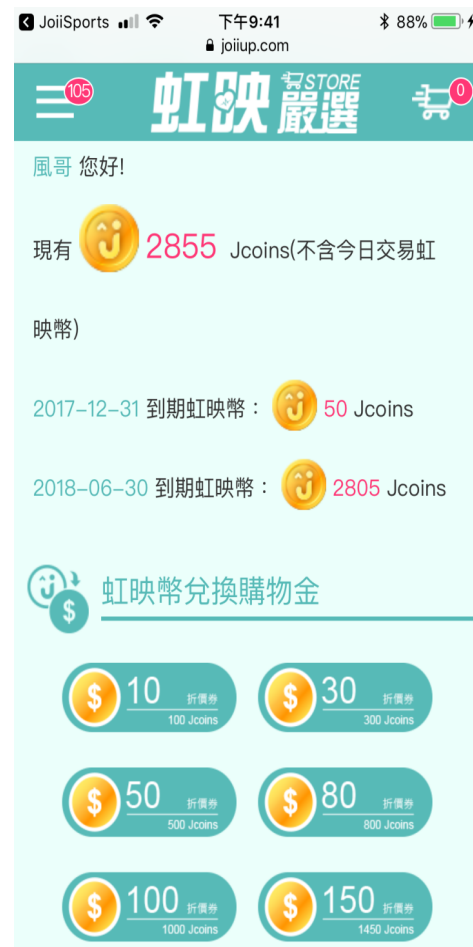 JoiiSports 下午9:41 88%
joiiup.com
105 虹映 STORE 嚴選 0
風哥 您好!
現有 2855 Jcoins(不含今日交易虹
映幣)
2017-12-31 到期虹映幣： 50 Jcoins
2018-06-30 到期虹映幣： 2805 Jcoins
$ 虹映幣兌換購物金
$ 10 折價券 $ 30 折價券
100 Jcoins 300 Jcoins
$ 50 折價券 $ 80 折價券
500 Jcoins 800 Jcoins
$ 100 折價券 $ 150 折價券
1000 Jcoins 1450 Jcoins